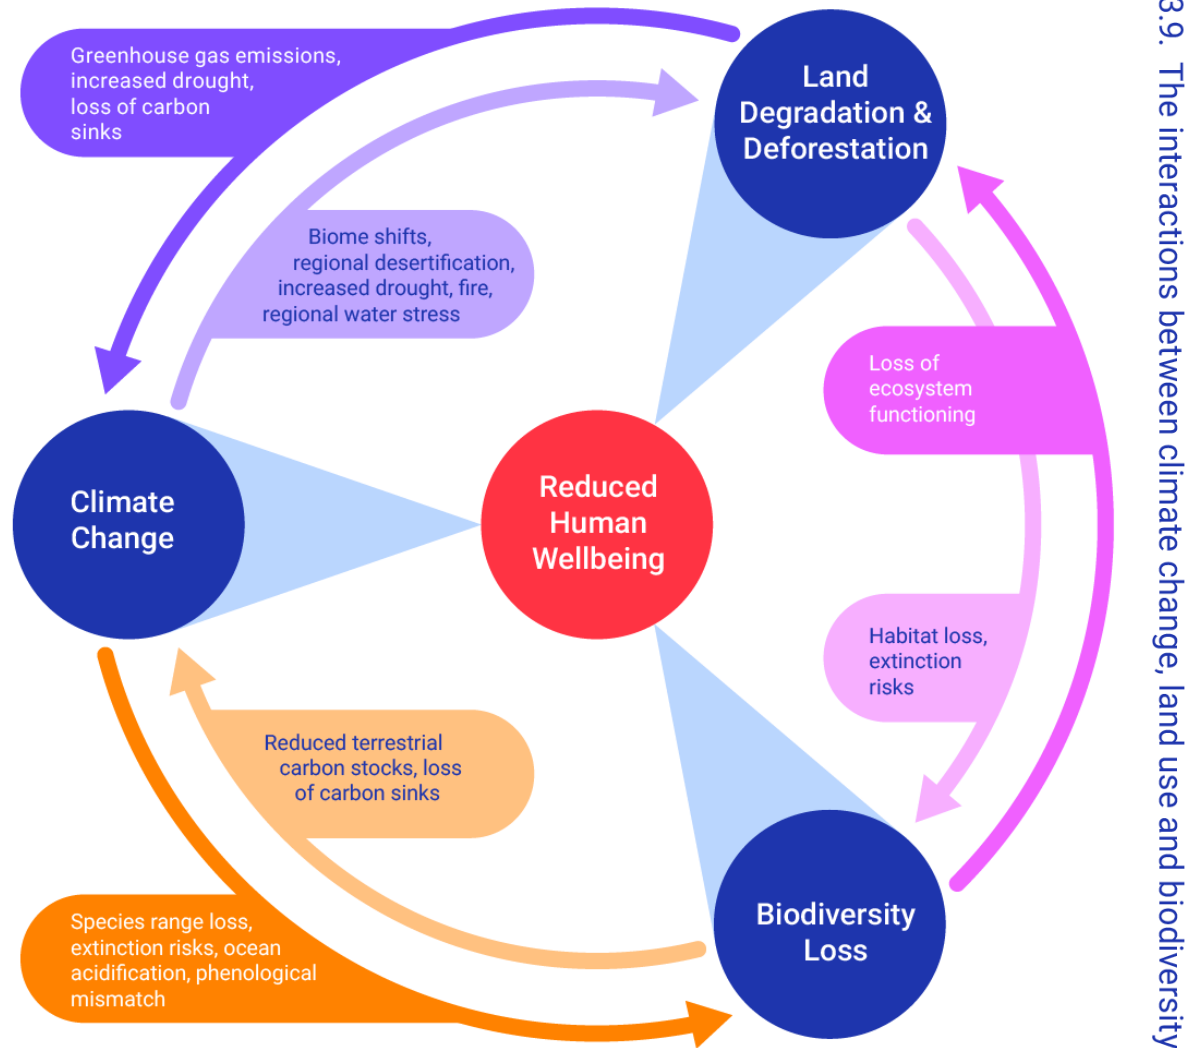 Greenhouse gas emissions,
increased drought,
loss of carbon
sinks
Land
Degradation &
Deforestation
Biome shifts,
regional desertification,
increased drought, fire,
regional water stress
Loss of
ecosystem
functioning
Climate
Change
Reduced
Human
Wellbeing
Habitat loss,
extinction
risks
Reduced terrestrial
carbon stocks, loss
of carbon sinks
Species range loss,
extinction risks, ocean
acidification, phenological
mismatch
Biodiversity
Loss
3.9. The interactions between climate change, land use and biodiversity